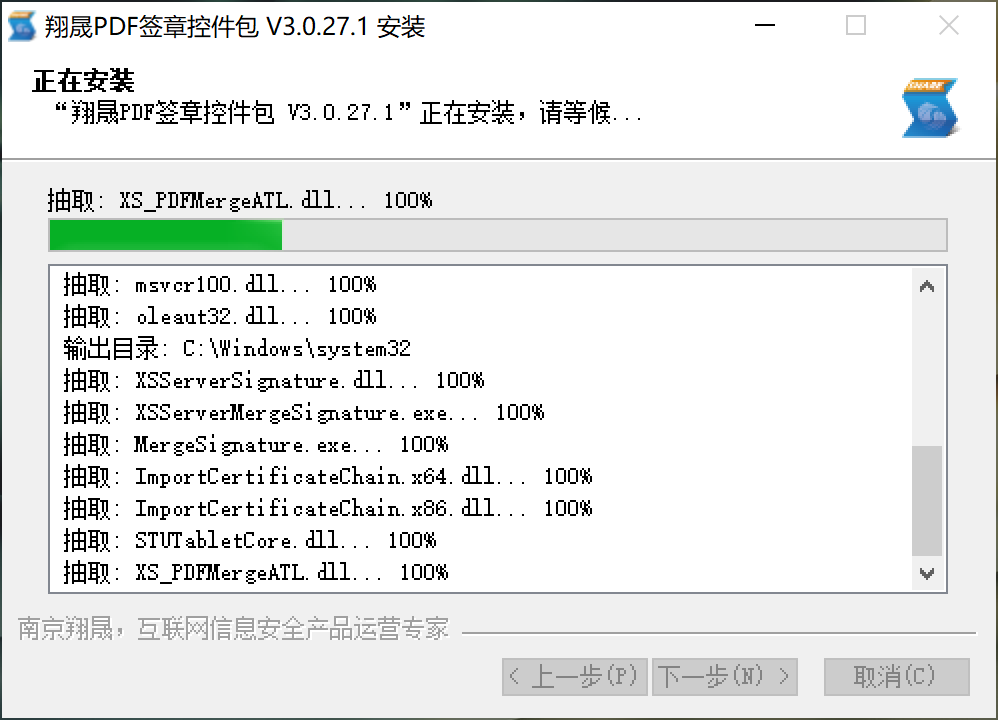 翔晟PDF签章控件包 V3.0.27.1 安装
正在安装
“翔晟PDF签章控件包 V3.0.27.1”正在安装，请等候...
SHARE
抽取: XS_PDFMergeATL.dll... 100%
抽取: msvcr100.dll... 100%
抽取: oleaut32.dll... 100%
输出目录: C:\Windows\system32
抽取: XSServerSignature.dll... 100%
抽取: XSServerMergeSignature.exe... 100%
抽取: MergeSignature.exe... 100%
抽取: ImportCertificateChain.x64.dll... 100%
抽取: ImportCertificateChain.x86.dll... 100%
抽取: STUTabletCore.dll... 100%
抽取: XS_PDFMergeATL.dll... 100%
南京翔晟，互联网信息安全产品运营专家
< 上一步(P) 下一步(N) > 取消(C)